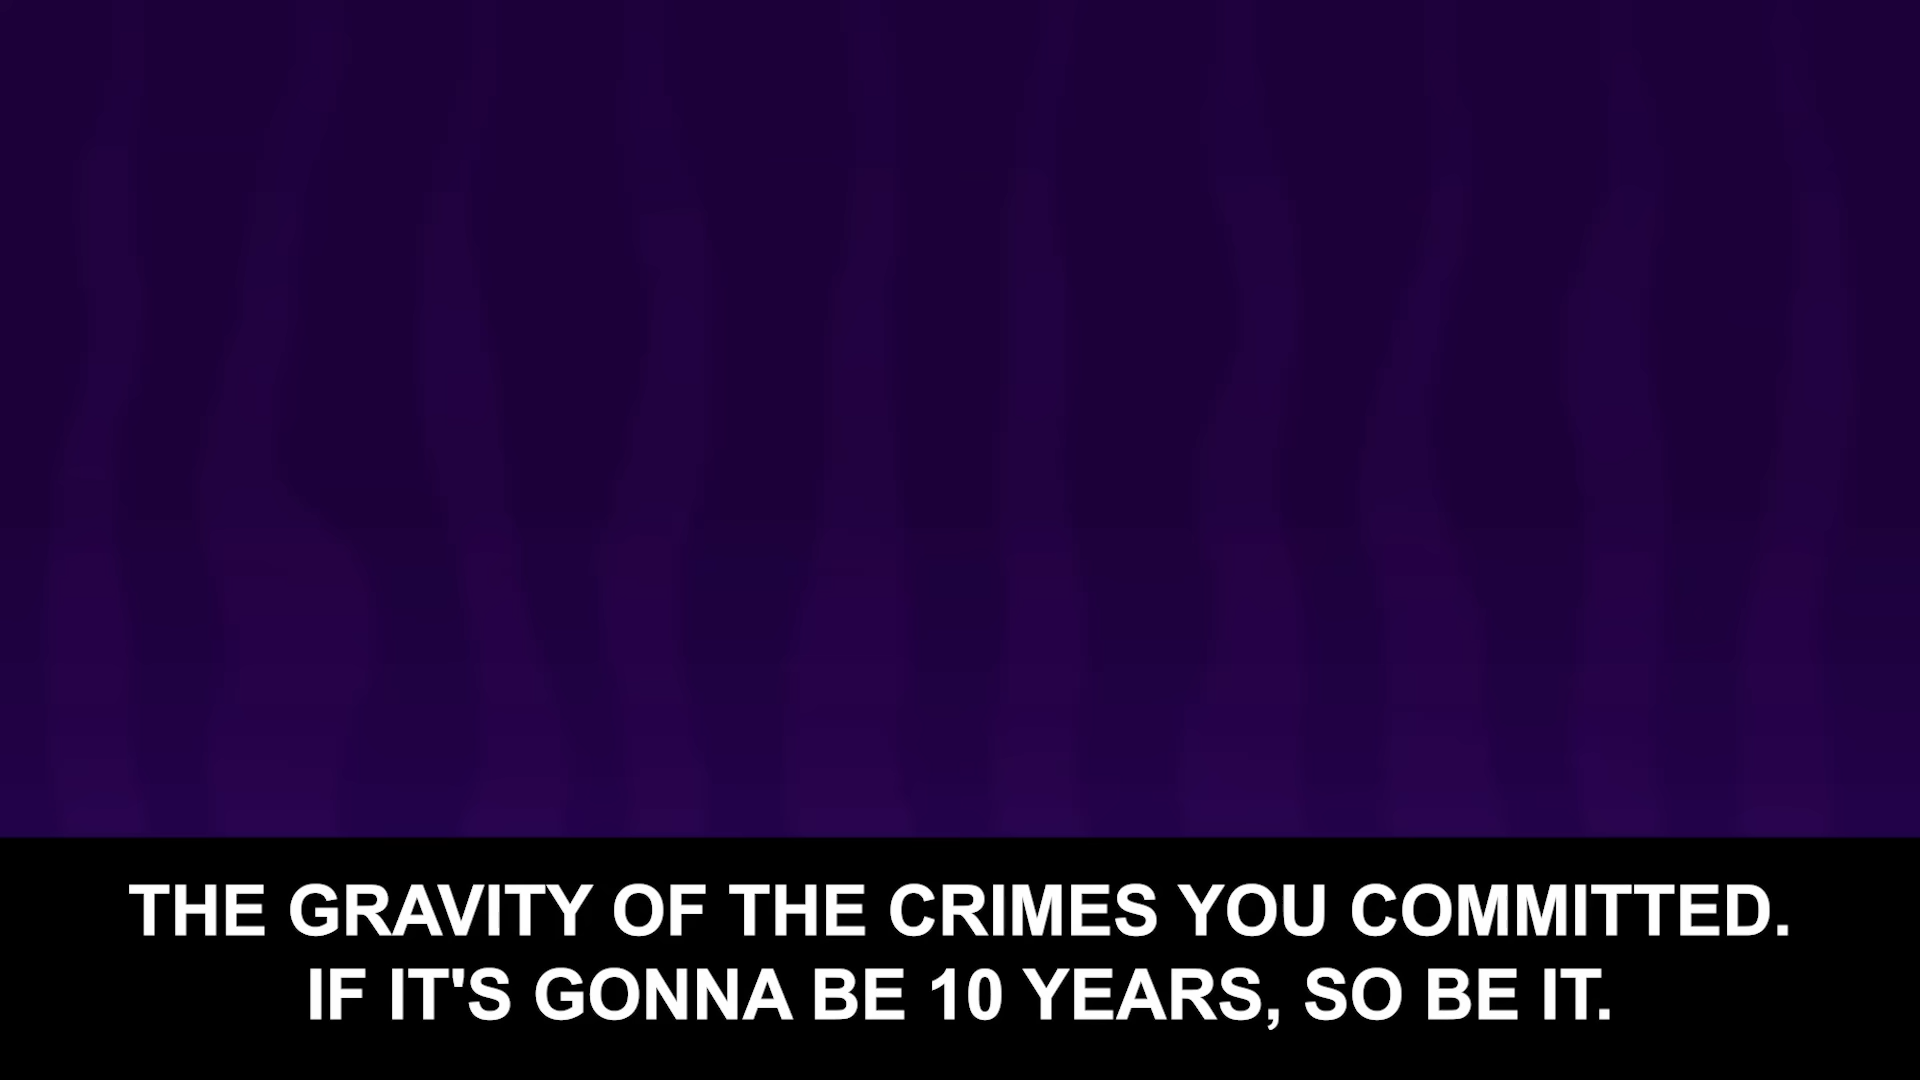 THE GRAVITY OF THE CRIMES YOU COMMITTED.
IF IT'S GONNA BE 10 YEARS, SO BE IT.